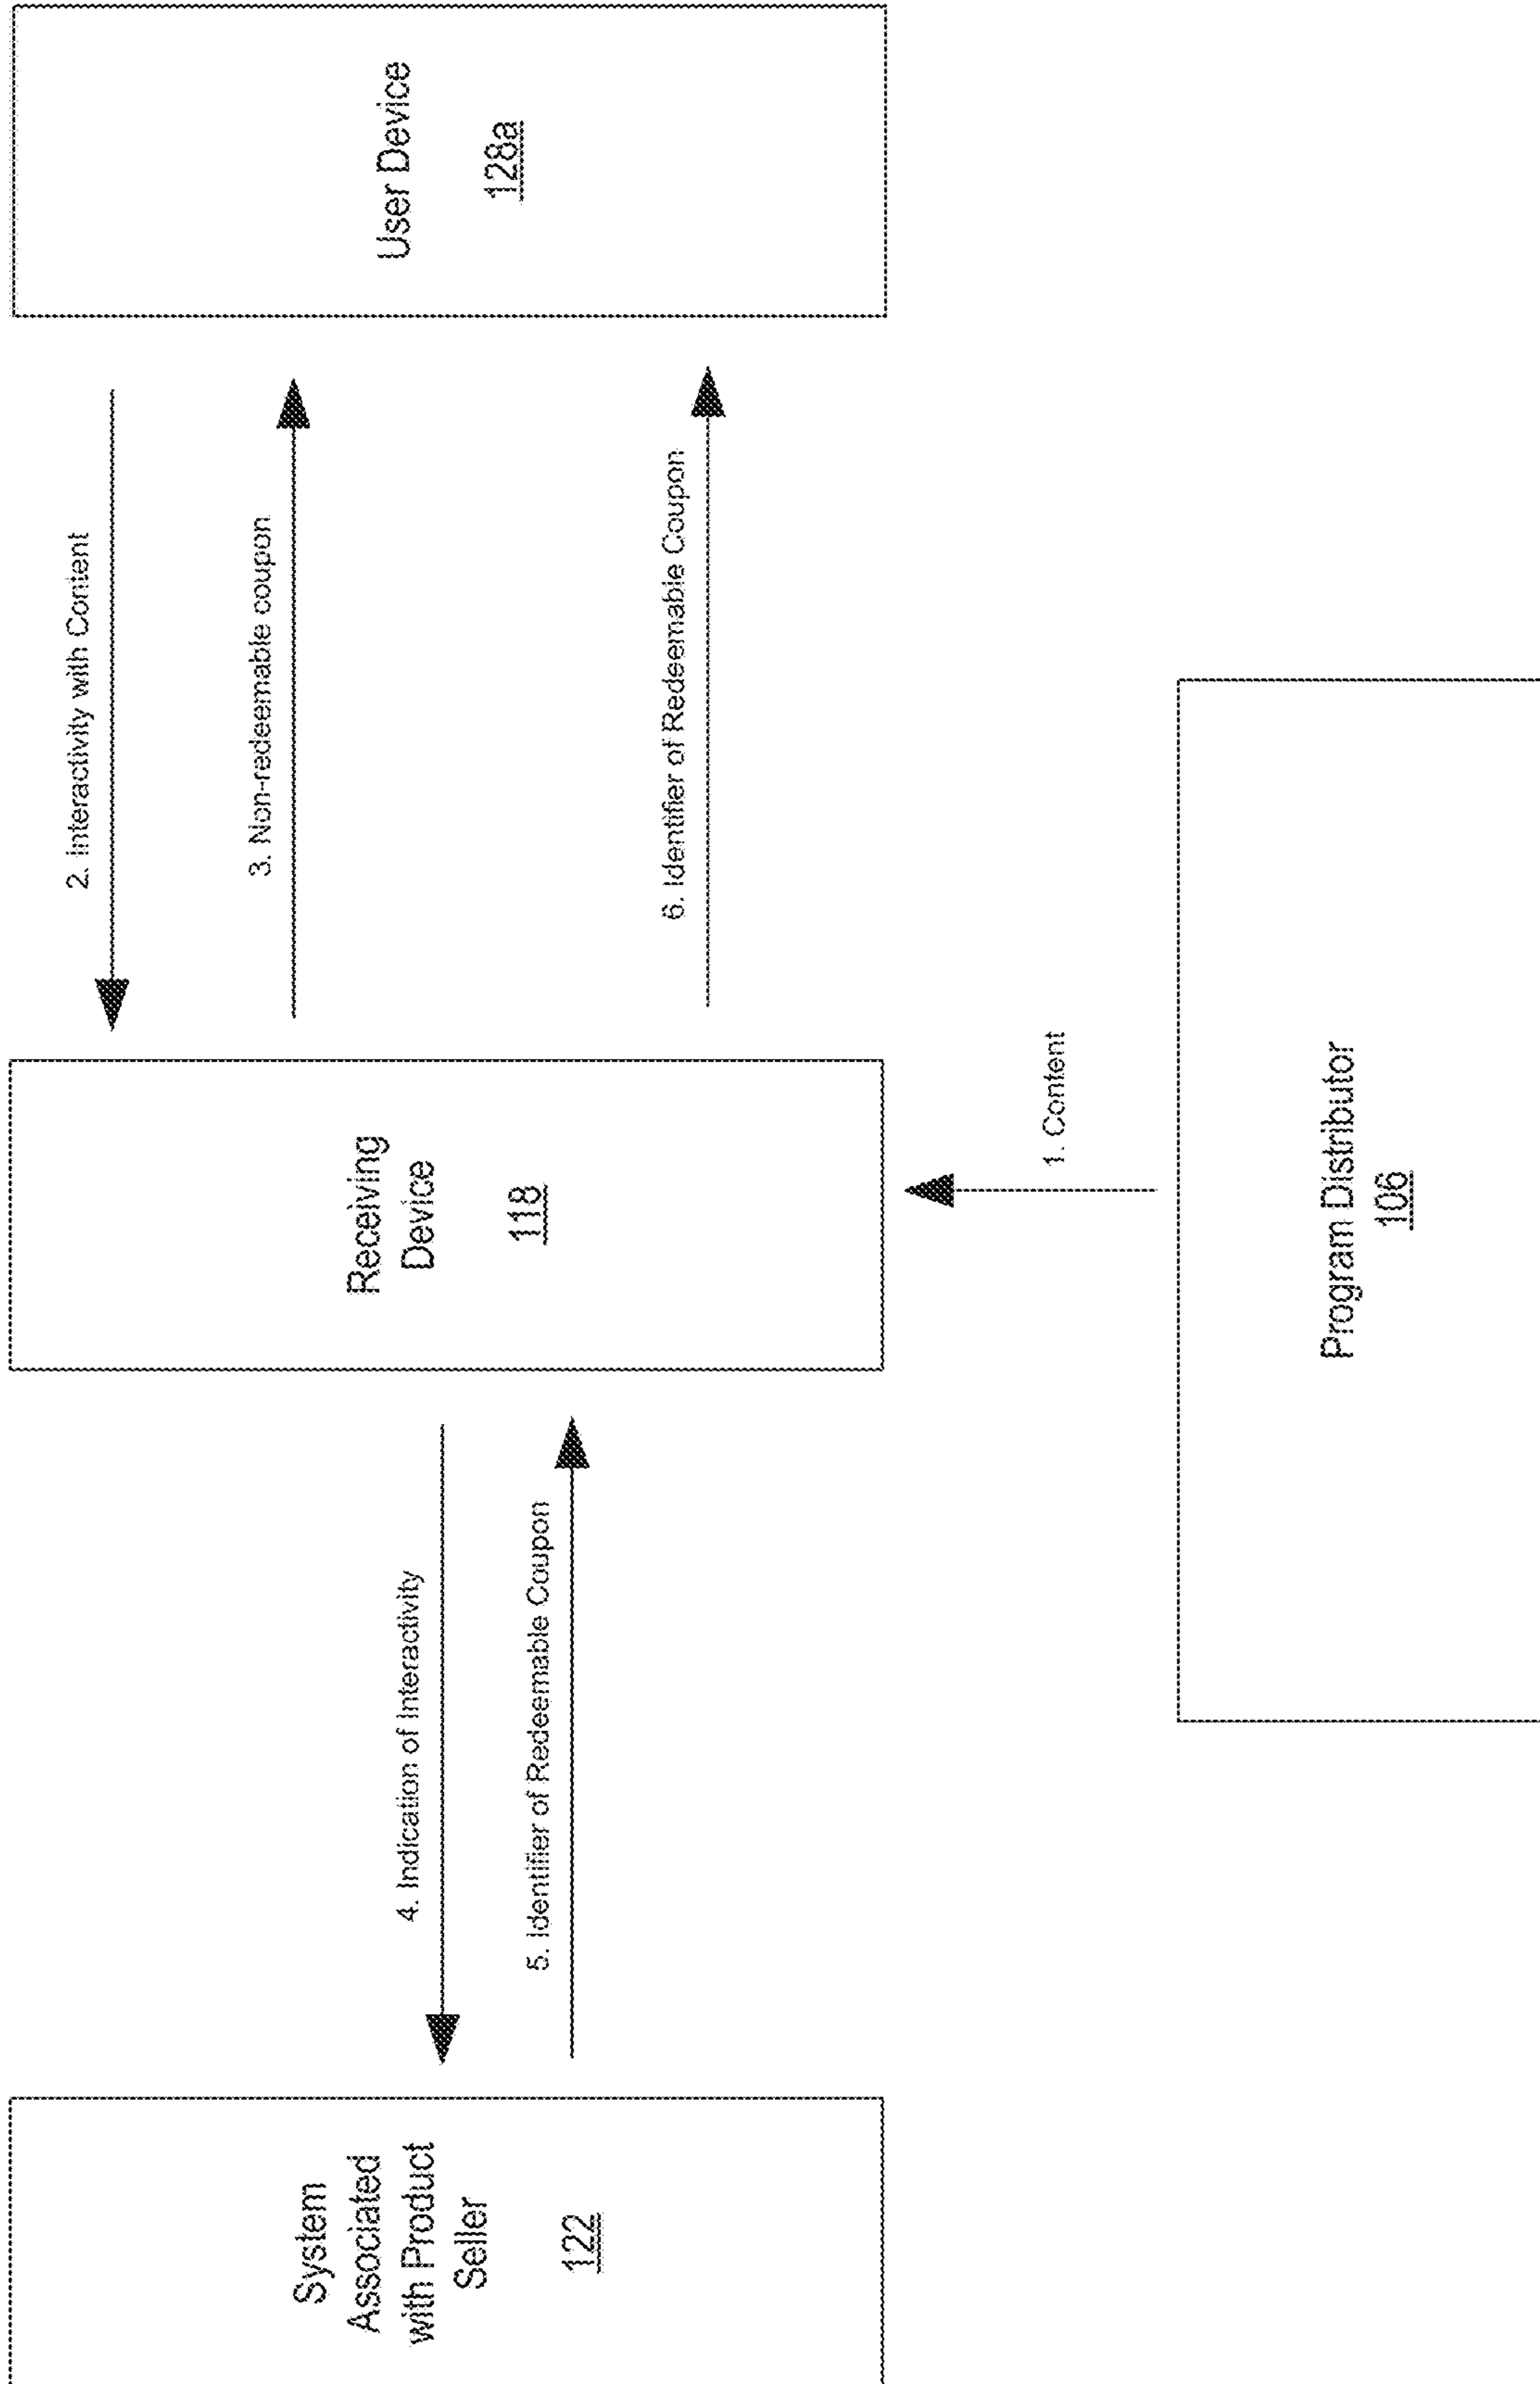 System
Associated
with Product
Seller
122
4. Indication of Interactivity
5. Identifier of Redeemable Coupon
Receiving
Device
118
2. Interactivity with Content
3. Non-redeemable coupon
6. Identifier of Redeemable Coupon
User Device
128a
1. Content
Program Distributor
106